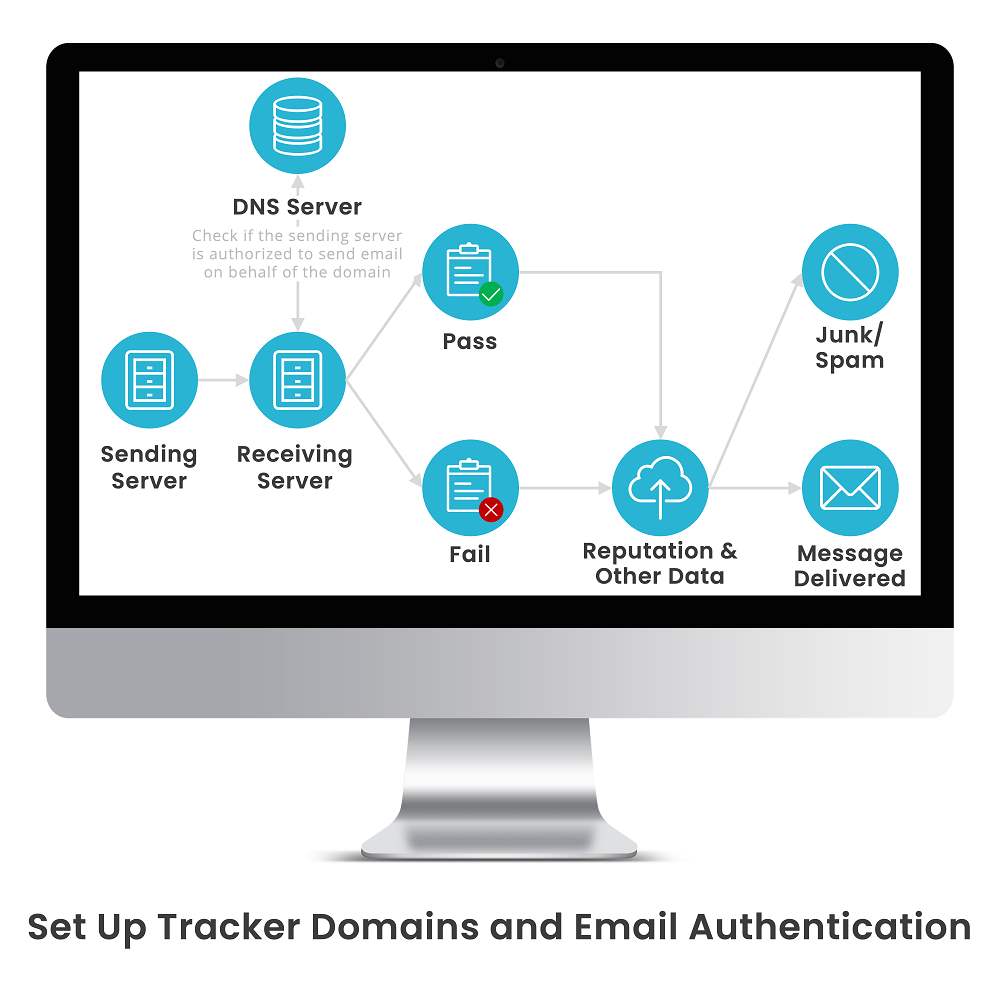 DNS Server
Check if the sending server
is authorized to send email
on behalf of the domain
Sending
Server
Receiving
Server
Pass
Fail
Reputation &
Other Data
Junk/
Spam
Message
Delivered
Set Up Tracker Domains and Email Authentication